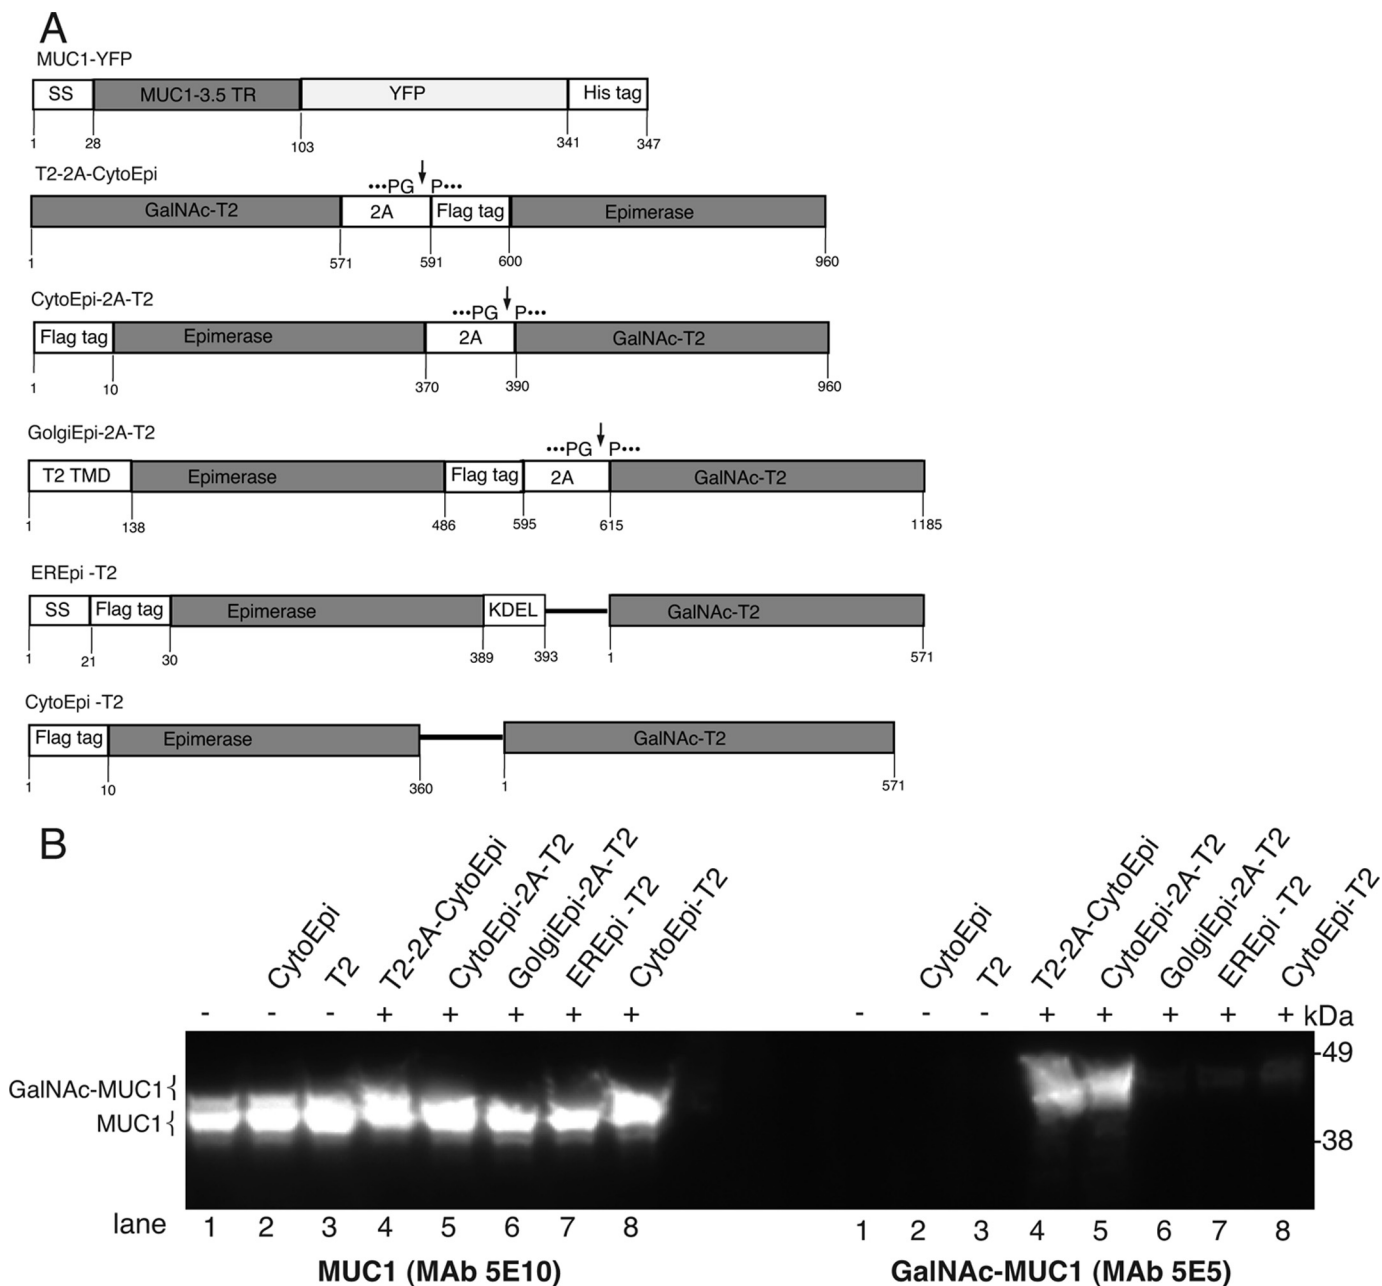 A
MUC1-YFP
SS MUC1-3.5 TR YFP His tag
1 28 103 341 347
T2-2A-CytoEpi
•••PG P•••
GalNAc-T2 2A Flag tag Epimerase
1 571 591 600 960
CytoEpi-2A-T2
•••PG P•••
Flag tag Epimerase 2A GalNAc-T2
1 10 370 390 960
GolgiEpi-2A-T2
•••PG P•••
T2 TMD Epimerase Flag tag 2A GalNAc-T2
1 138 486 595 615 1185
EREpi -T2
SS Flag tag Epimerase KDEL GalNAc-T2
1 21 30 389 393 1 571
CytoEpi -T2
Flag tag Epimerase GalNAc-T2
1 10 360 1 571
B
CytoEpi T2 T2-2A-CytoEpi CytoEpi-2A-T2 GolgiEpi-2A-T2 EREpi -T2 CytoEpi-T2 CytoEpi T2 T2-2A-CytoEpi CytoEpi-2A-T2 GolgiEpi-2A-T2 EREpi -T2 CytoEpi-T2
- - - + + + + + - - - + + + + + kDa
-49
GalNAc-MUC1{
MUC1{
-38
lane 1 2 3 4 5 6 7 8 1 2 3 4 5 6 7 8
MUC1 (MAb 5E10) GalNAc-MUC1 (MAb 5E5)